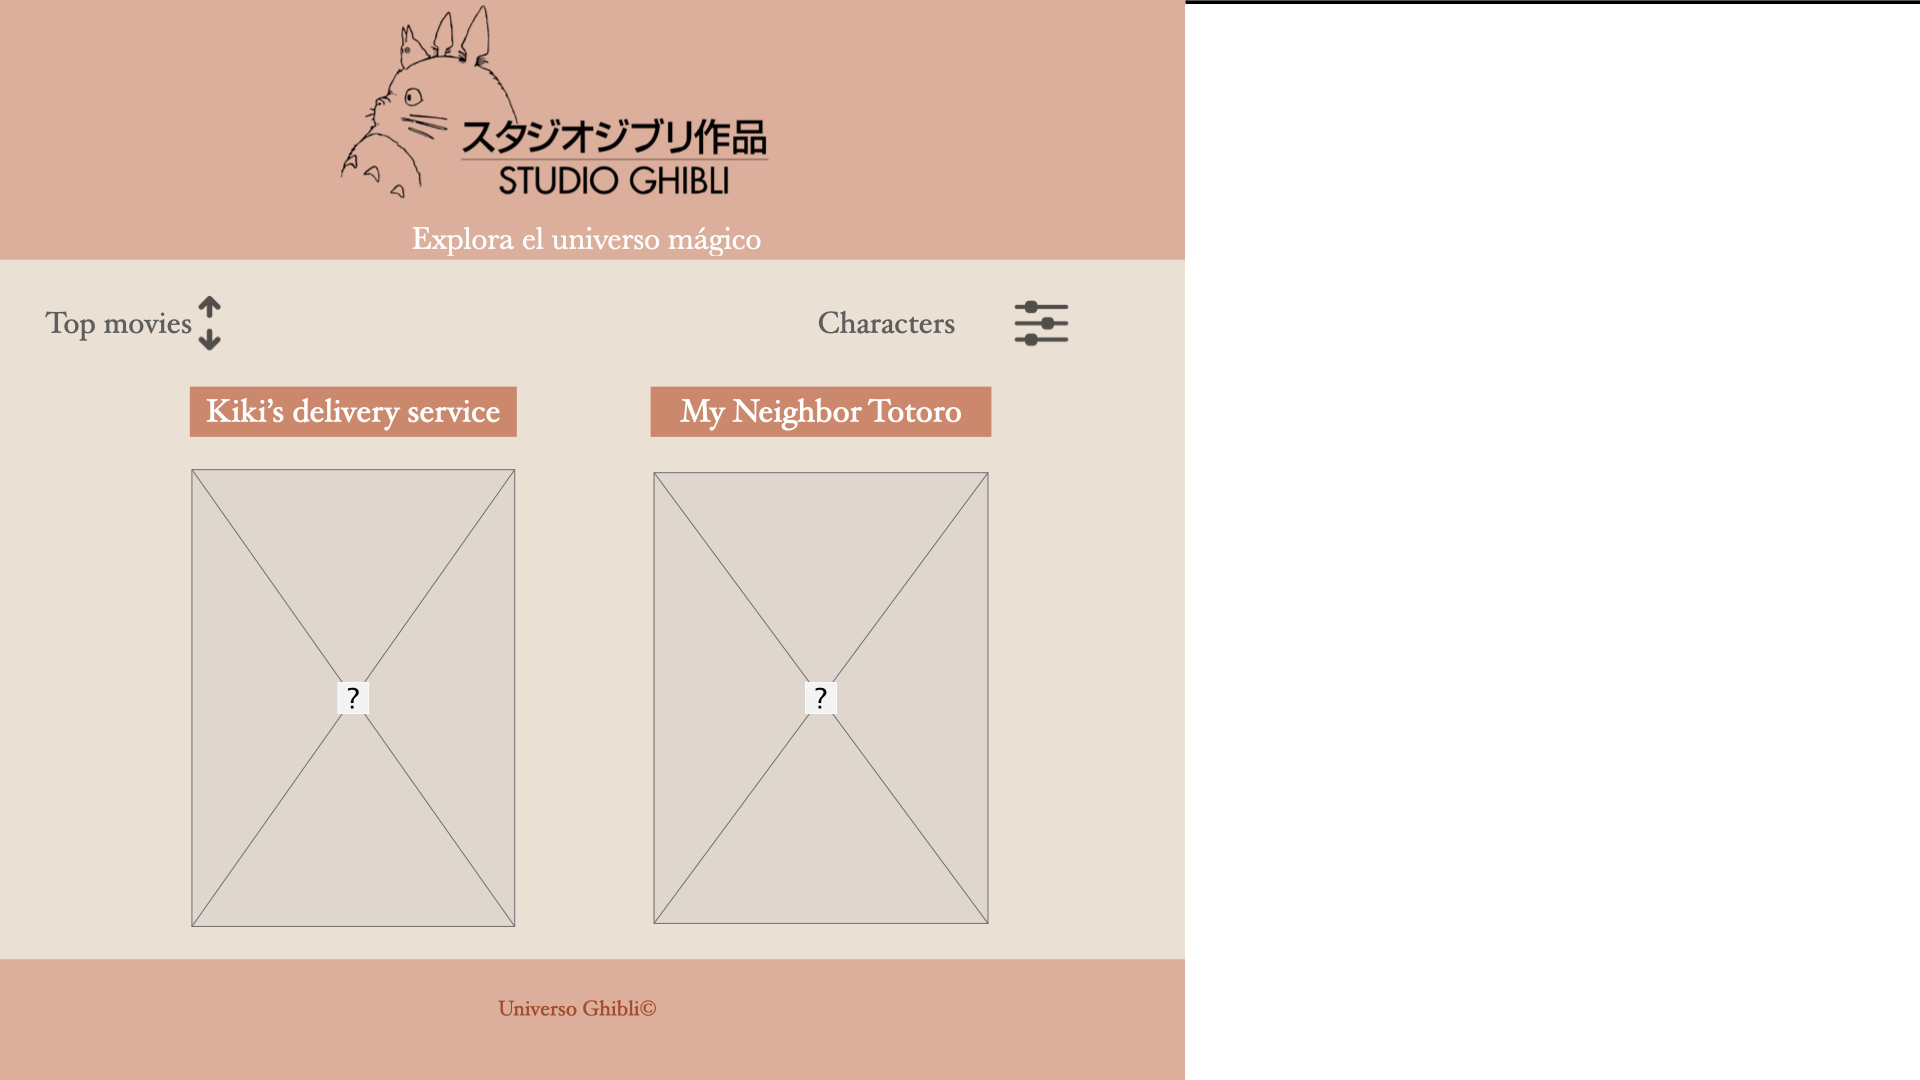 スタジオジブリ作品
STUDIO GHIBLI
Explora el universo mágico
Top movies
Characters
Kiki’s delivery service
My Neighbor Totoro
?
?
Universo Ghibli©